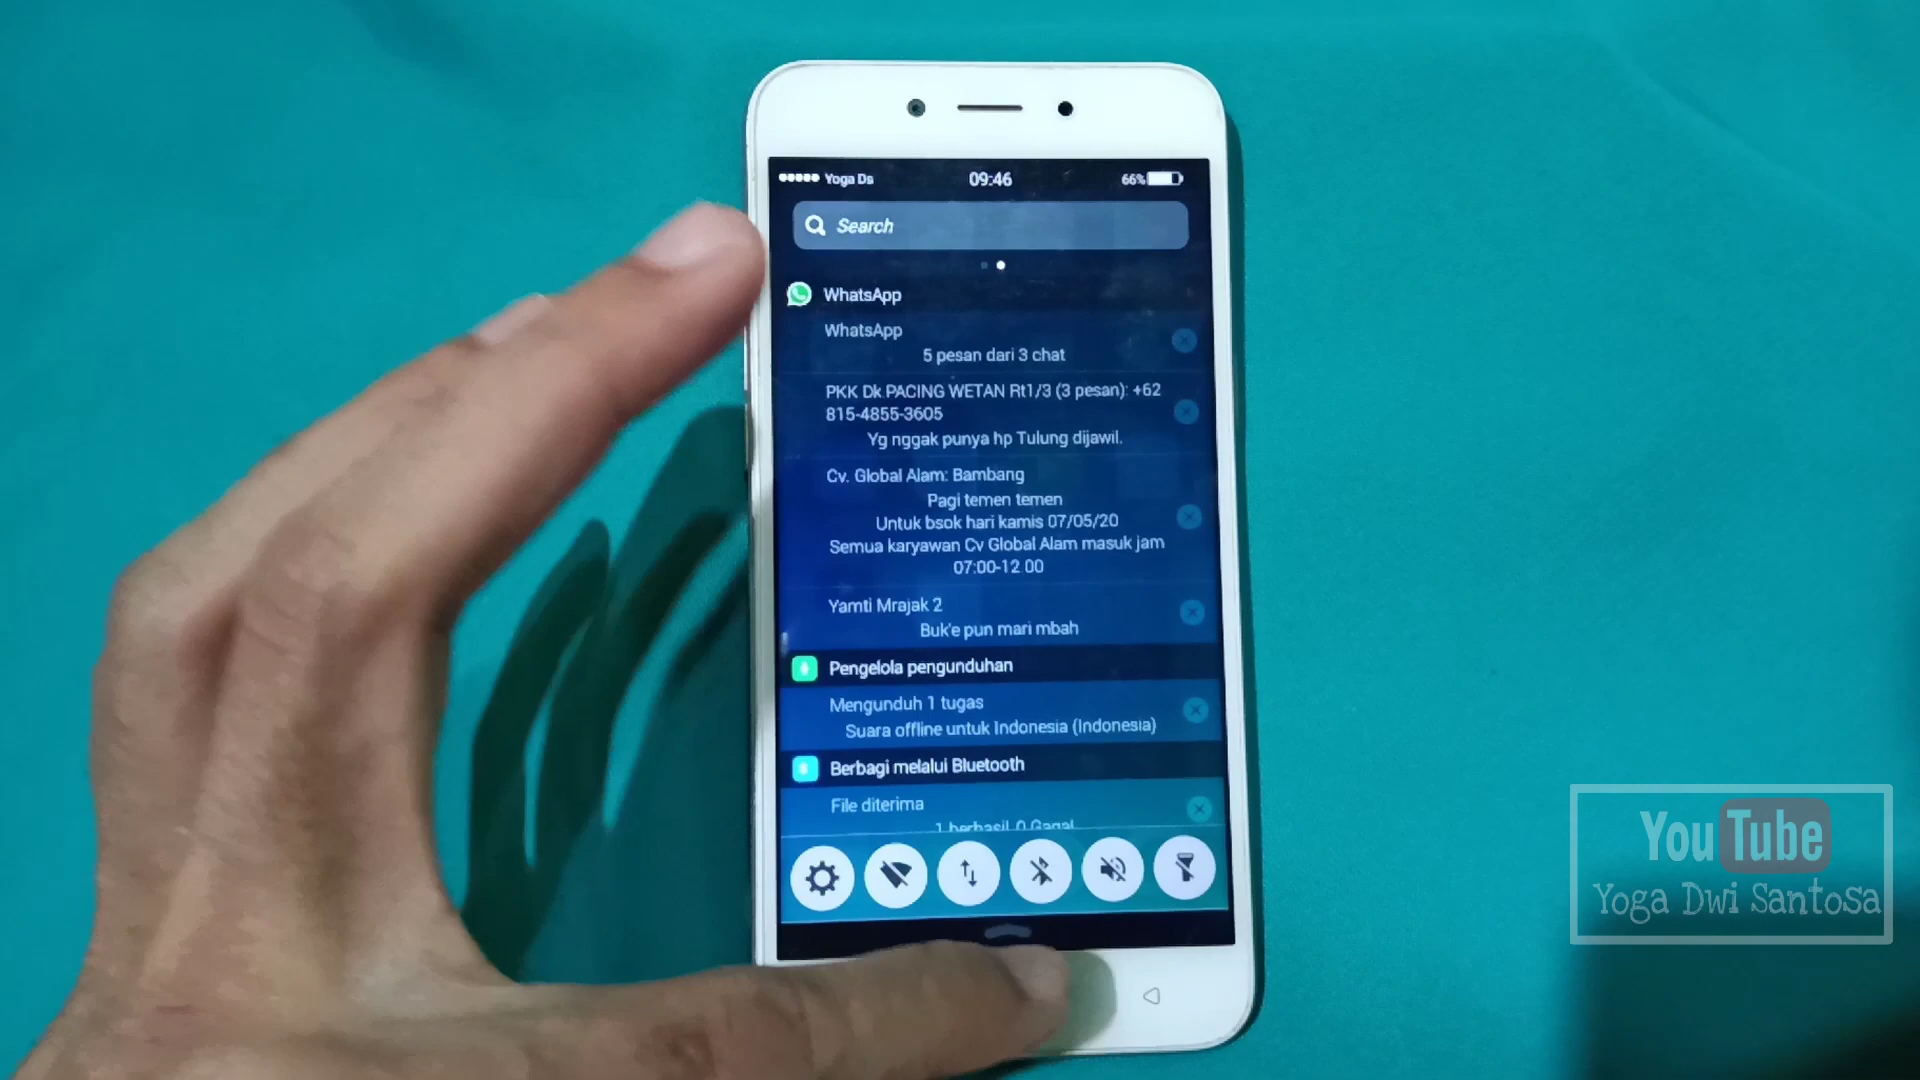 Yoga Ds
09:46
66%
Search
WhatsApp
WhatsApp
5 pesan dari 3 chat
PKK Dk PACING WETAN Rt1/3 (3 pesan): +62
815-4855-3605
Yg nggak punya hp Tulung dijawil.
Cv. Global Alam: Bambang
Pagi temen temen
Untuk bsok hari kamis 07/05/20
Semua karyawan Cv Global Alam masuk jam
07:00-12 00
Yamti Mrajak 2
Buk'e pun mari mbah
Pengelola pengunduhan
Mengunduh 1 tugas
Suara offline untuk Indonesia (Indonesia)
Berbagi melalui Bluetooth
File diterima
1 berhasil, 0 Gagal
YouTube
Yoga Dwi Santosa